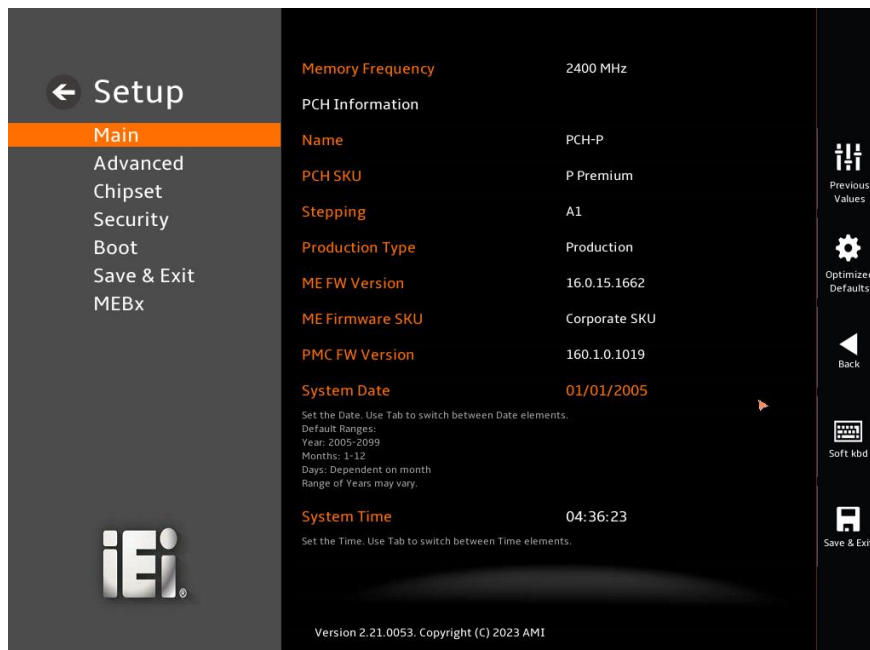 Setup
Main
Advanced
Chipset
Security
Boot
Save & Exit
MEBx
iEi®
Memory Frequency 2400 MHz
PCH Information
Name PCH-P
PCH SKU P Premium
Stepping A1
Production Type Production
ME FW Version 16.0.15.1662
ME Firmware SKU Corporate SKU
PMC FW Version 160.1.0.1019
System Date 01/01/2005
Set the Date. Use Tab to switch between Date elements.
Default Ranges:
Year: 2005-2099
Months: 1-12
Days: Dependent on month
Range of Years may vary.
System Time 04:36:23
Set the Time. Use Tab to switch between Time elements.
Version 2.21.0053. Copyright (C) 2023 AMI
Previous
Values
Optimized
Defaults
Back
Soft kbd
Save & Exit